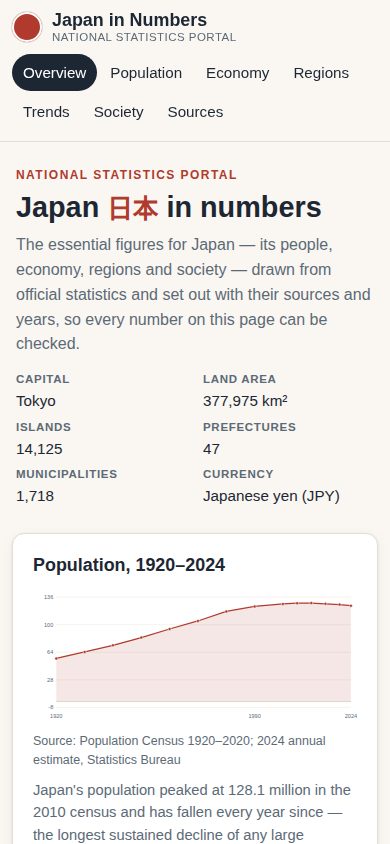 Japan in Numbers
NATIONAL STATISTICS PORTAL
Overview Population Economy Regions
Trends Society Sources
NATIONAL STATISTICS PORTAL
Japan 日本 in numbers
The essential figures for Japan — its people,
economy, regions and society — drawn from
official statistics and set out with their sources and
years, so every number on this page can be
checked.
CAPITAL LAND AREA
Tokyo 377,975 km²
ISLANDS PREFECTURES
14,125 47
MUNICIPALITIES CURRENCY
1,718 Japanese yen (JPY)
Population, 1920–2024
136
100
64
28
-8
1920 1990 2024
Source: Population Census 1920–2020; 2024 annual
estimate, Statistics Bureau
Japan's population peaked at 128.1 million in the
2010 census and has fallen every year since —
the longest sustained decline of any large